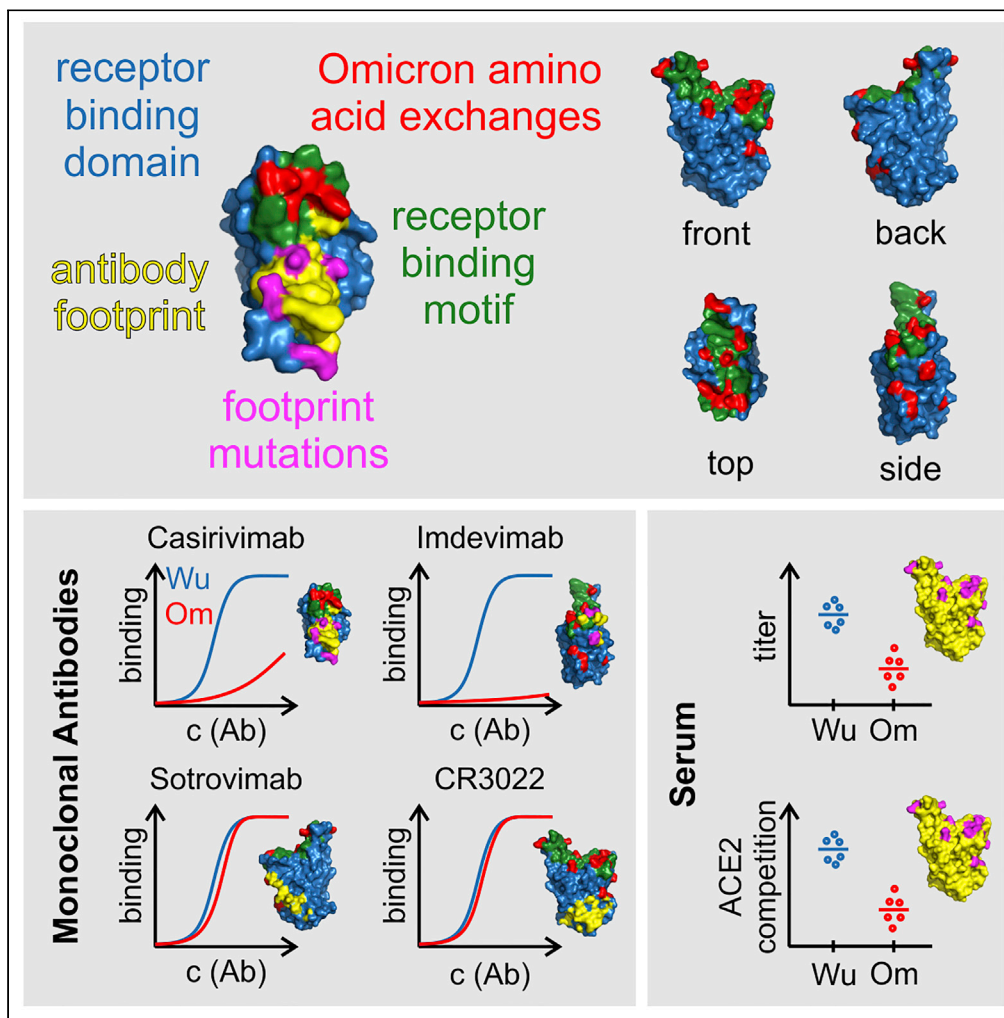 receptor
binding
domain
Omicron amino
acid exchanges
antibody
footprint
receptor
binding
motif
footprint
mutations
front
back
top
side
Monoclonal Antibodies
Casirivimab
Wu
Om
binding
c (Ab)
Imdevimab
binding
c (Ab)
Sotrovimab
binding
c (Ab)
CR3022
binding
c (Ab)
Serum
titer
Wu
Om
ACE2
competition
Wu
Om